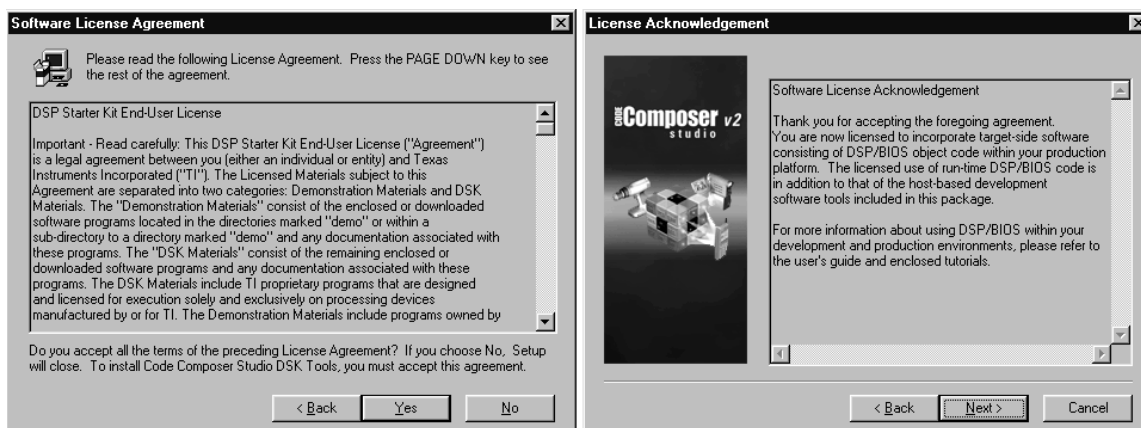 Software License Agreement
Please read the following License Agreement. Press the PAGE DOWN key to see
the rest of the agreement.
DSP Starter Kit End-User License
Important - Read carefully: This DSP Starter Kit End-User License ("Agreement")
is a legal agreement between you (either an individual or entity) and Texas
Instruments Incorporated ("TI"). The Licensed Materials subject to this
Agreement are separated into two categories: Demonstration Materials and DSK
Materials. The "Demonstration Materials" consist of the enclosed or downloaded
software programs located in the directories marked "demo" or within a
sub-directory to a directory marked "demo" and any documentation associated with
these programs. The "DSK Materials" consist of the remaining enclosed or
downloaded software programs and any documentation associated with these
programs. The DSK Materials include TI proprietary programs that are designed
and licensed for execution solely and exclusively on processing devices
manufactured by or for TI. The Demonstration Materials include programs owned by
Do you accept all the terms of the preceding License Agreement? If you choose No, Setup
will close. To install Code Composer Studio DSK Tools, you must accept this agreement.
< Back
Yes
No
License Acknowledgement
CODE Composer v2
studio
Software License Acknowledgement
Thank you for accepting the foregoing agreement.
You are now licensed to incorporate target-side software
consisting of DSP/BIOS object code within your production
platform. The licensed use of run-time DSP/BIOS code is
in addition to that of the host-based development
software tools included in this package.
For more information about using DSP/BIOS within your
development and production environments, please refer to
the user's guide and enclosed tutorials.
< Back
Next >
Cancel